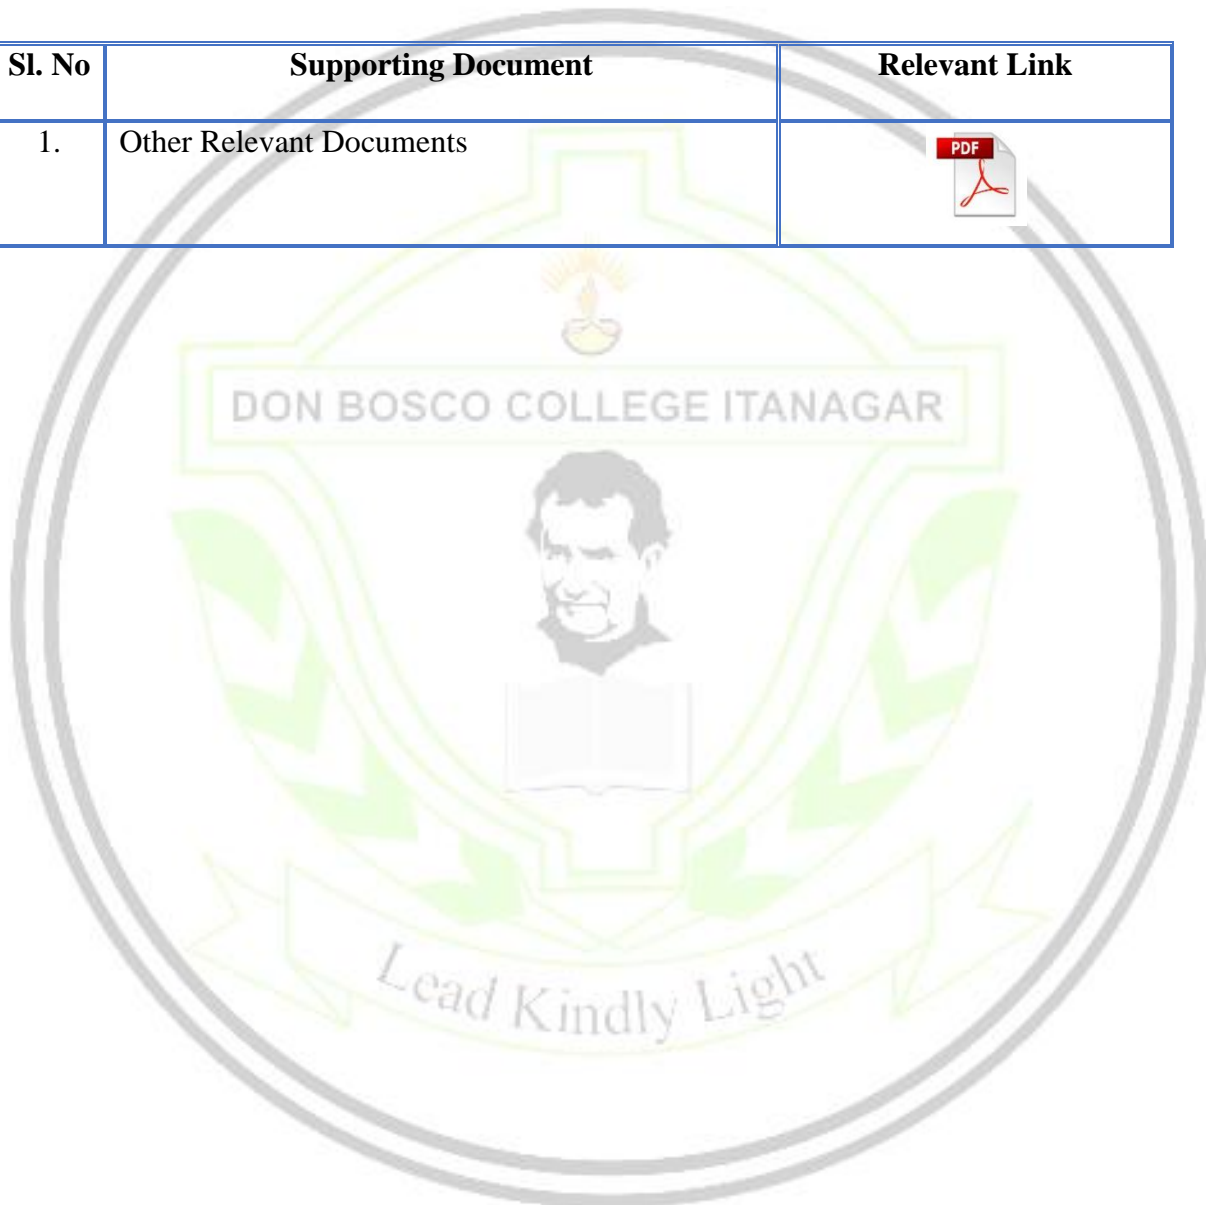 Sl. No Supporting Document Relevant Link
1. Other Relevant Documents PDF
DON BOSCO COLLEGE ITANAGAR
Lead Kindly Light